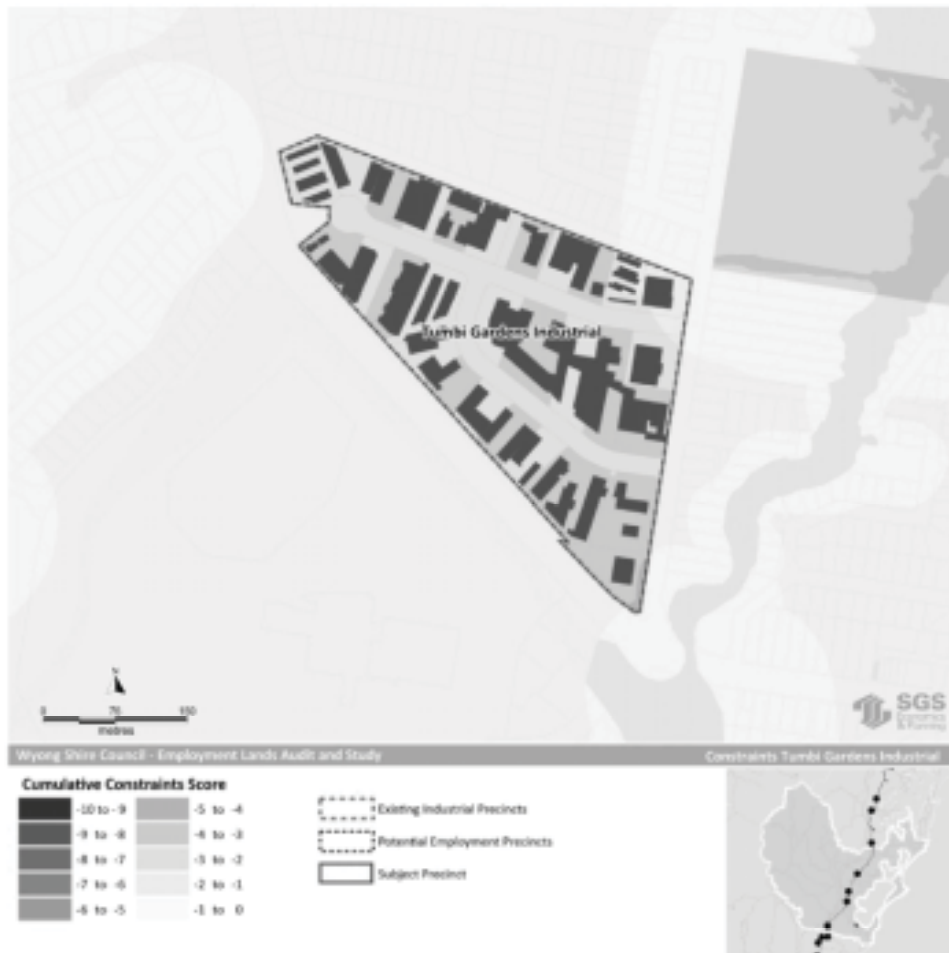 Tumbi Gardens Industrial
N
0 75 150
metres
SGS
Economics
& Planning
Wyong Shire Council - Employment Lands Audit and Study
Constraints Tumbi Gardens Industrial
Cumulative Constraints Score
-10 to -9
-9 to -8
-8 to -7
-7 to -6
-6 to -5
-5 to -4
-4 to -3
-3 to -2
-2 to -1
-1 to 0
Existing Industrial Precincts
Potential Employment Precincts
Subject Precinct